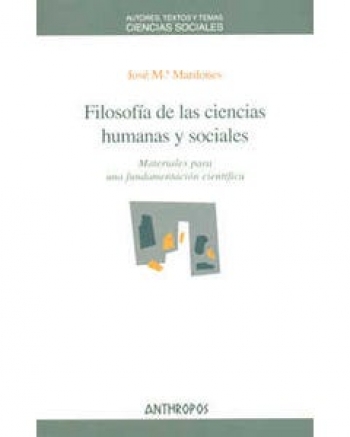 AUTORES, TEXTOS Y TEMAS
CIENCIAS SOCIALES
José M.ª Mardones
Filosofía de las ciencias
humanas y sociales
Materiales para
una fundamentación científica
ANTHROPOS